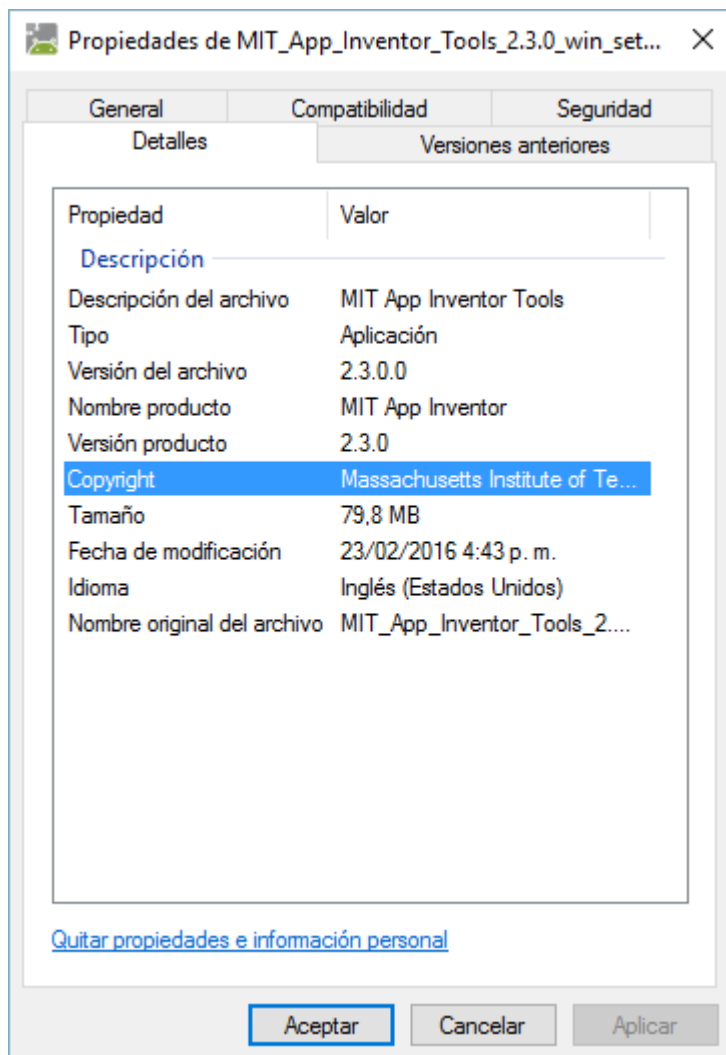 Propiedades de MIT_App_Inventor_Tools_2.3.0_win_set...
General Compatibilidad Seguridad
Detalles Versiones anteriores
Propiedad Valor
Descripción
Descripción del archivo MIT App Inventor Tools
Tipo Aplicación
Versión del archivo 2.3.0.0
Nombre producto MIT App Inventor
Versión producto 2.3.0
Copyright Massachusetts Institute of Te...
Tamaño 79,8 MB
Fecha de modificación 23/02/2016 4:43 p. m.
Idioma Inglés (Estados Unidos)
Nombre original del archivo MIT_App_Inventor_Tools_2....
Quitar propiedades e información personal
Aceptar Cancelar Aplicar